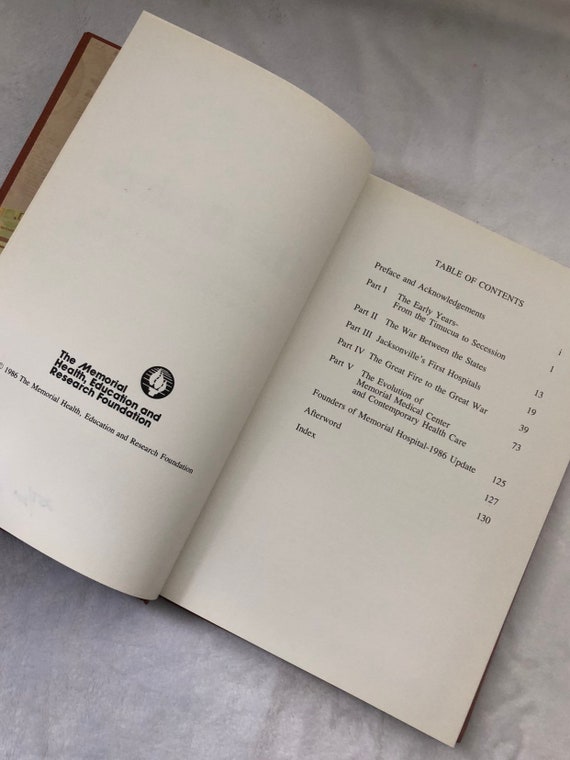 The Memorial
Health, Education and
Research Foundation
© 1986 The Memorial Health, Education and Research Foundation
TABLE OF CONTENTS
Preface and Acknowledgements i
Part I The Early Years-
From the Timucua to Secession 1
Part II The War Between the States 13
Part III Jacksonville's First Hospitals 19
Part IV The Great Fire to the Great War 39
Part V The Evolution of
Memorial Medical Center
and Contemporary Health Care 73
Founders of Memorial Hospital-1986 Update 125
Afterword 127
Index 130